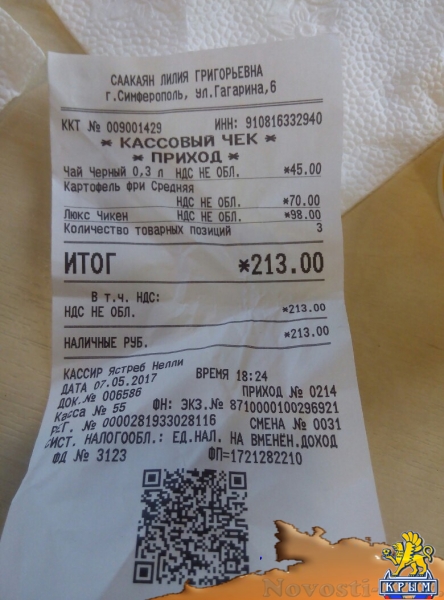 СААКАЯН ЛИЛИЯ ГРИГОРЬЕВНА
г.Симферополь, ул.Гагарина,6
ККТ № 009001429 ИНН: 910816332940
* КАССОВЫЙ ЧЕК *
* ПРИХОД *
Чай Черный 0,3 л НДС НЕ ОБЛ. *45.00
Картофель фри Средняя
НДС НЕ ОБЛ. *70.00
Люкс Чикен НДС НЕ ОБЛ. *98.00
Количество товарных позиций 3
ИТОГ *213.00
В т.ч. НДС:
НДС НЕ ОБЛ. *213.00
НАЛИЧНЫЕ РУБ. *213.00
КАССИР Ястреб Нелли
ДАТА 07.05.2017 ВРЕМЯ 18:24
ДОК.№ 006586 ПРИХОД № 0214
Касса № 55 ФН: ЭКЗ.№ 8710000100296921
РЕГ. № 0000281933028116 СМЕНА № 0031
СИСТ. НАЛОГООБЛ.: ЕД.НАЛ. НА ВМЕНЕН.ДОХОД
ФД № 3123 ФП=1721282210
Novosti-
КРЫМ